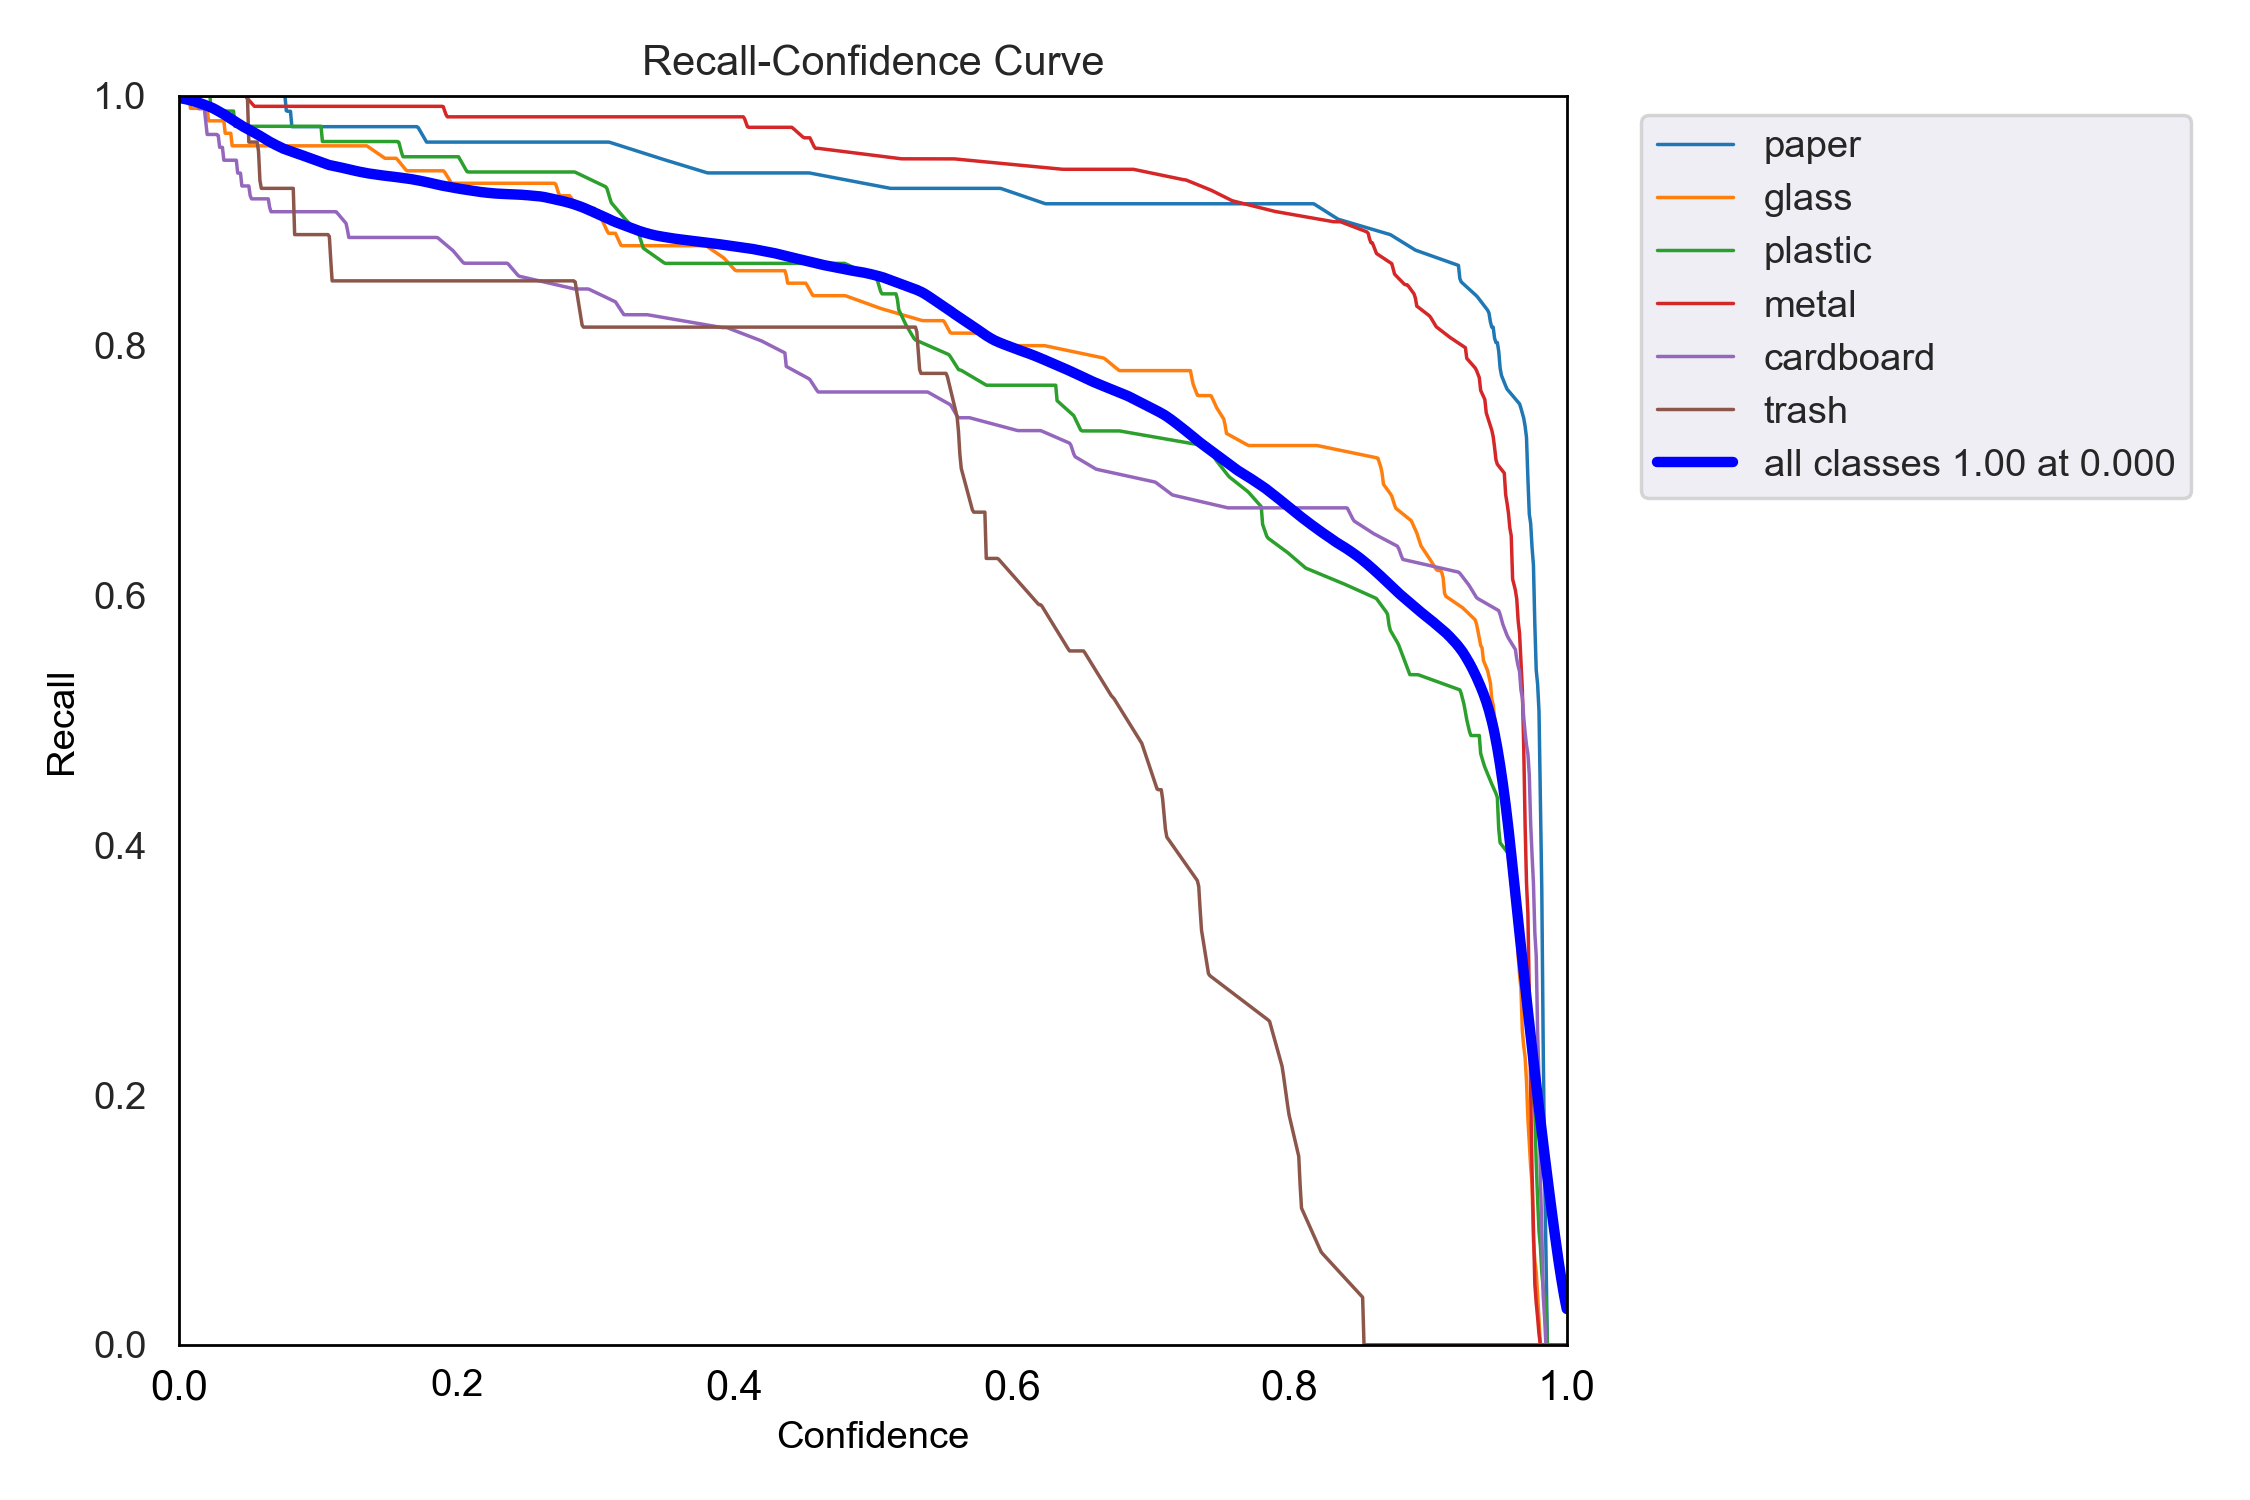 Recall-Confidence Curve
1.0
0.8
0.6
0.4
0.2
0.0
Recall
0.0 0.2 0.4 0.6 0.8 1.0
Confidence
paper
glass
plastic
metal
cardboard
trash
all classes 1.00 at 0.000